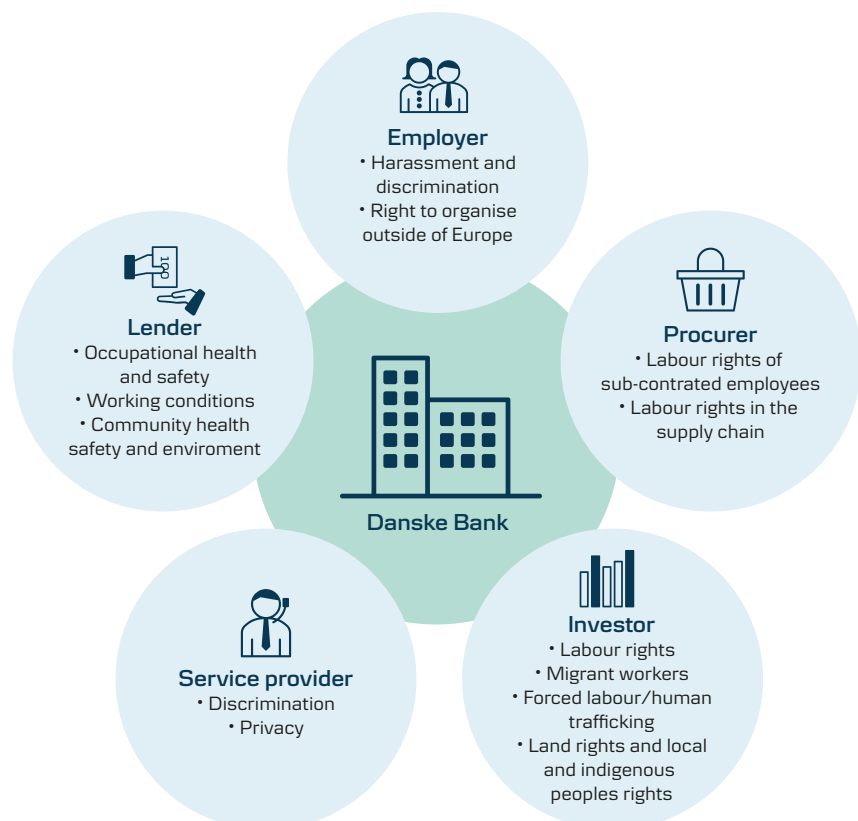 Employer
• Harassment and
discrimination
• Right to organise
outside of Europe
100
Lender
• Occupational health
and safety
• Working conditions
• Community health
safety and enviroment
Procurer
• Labour rights of
sub-contrated employees
• Labour rights in the
supply chain
Danske Bank
Service provider
• Discrimination
• Privacy
Investor
• Labour rights
• Migrant workers
• Forced labour/human
trafficking
• Land rights and local
and indigenous
peoples rights